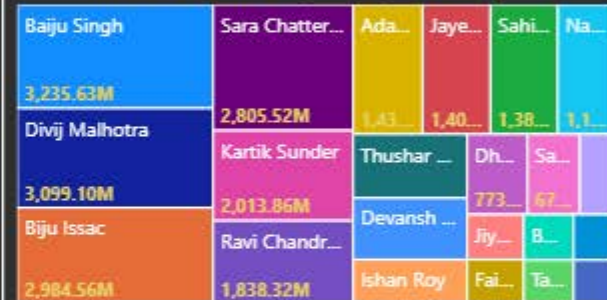 Baiju Singh
3,235.63M
Divij Malhotra
3,099.10M
Biju Issac
2,984.56M
Sara Chatter...
2,805.52M
Kartik Sunder
2,013.86M
Ravi Chandr...
1,838.32M
Ada...
1,43...
Jaye...
1,40...
Sahi...
1,38...
Na...
1,1...
Thushar ...
Devansh ...
Ishan Roy
Dh...
773...
Sa...
67...
Jiy...
B...
Fai...
Ta...